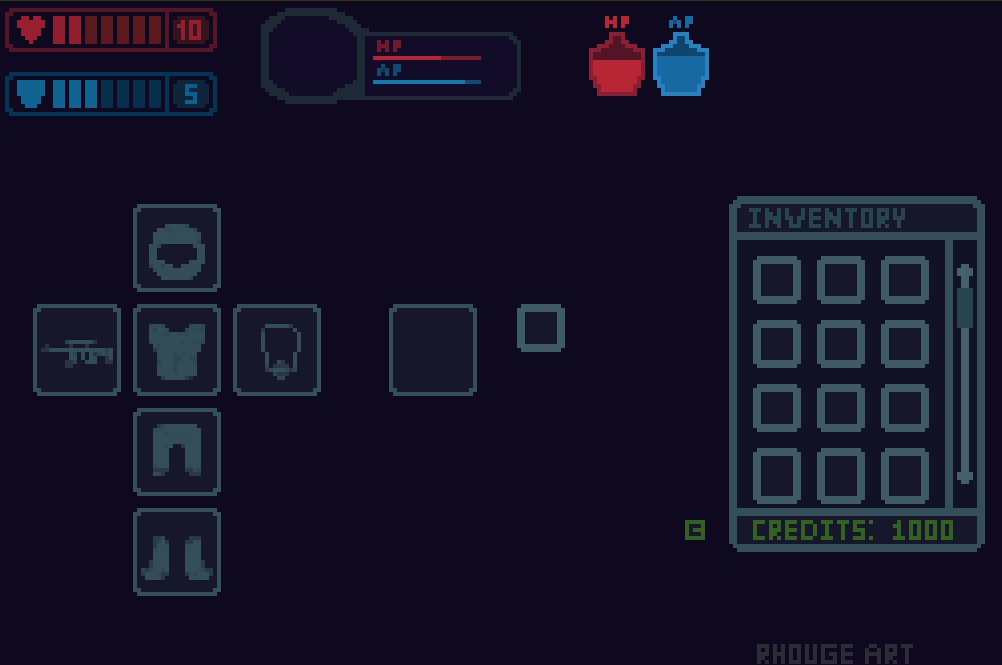 10
5
HP
AP
HP AP
INVENTORY
C CREDITS: 1000
RHOUGE ART